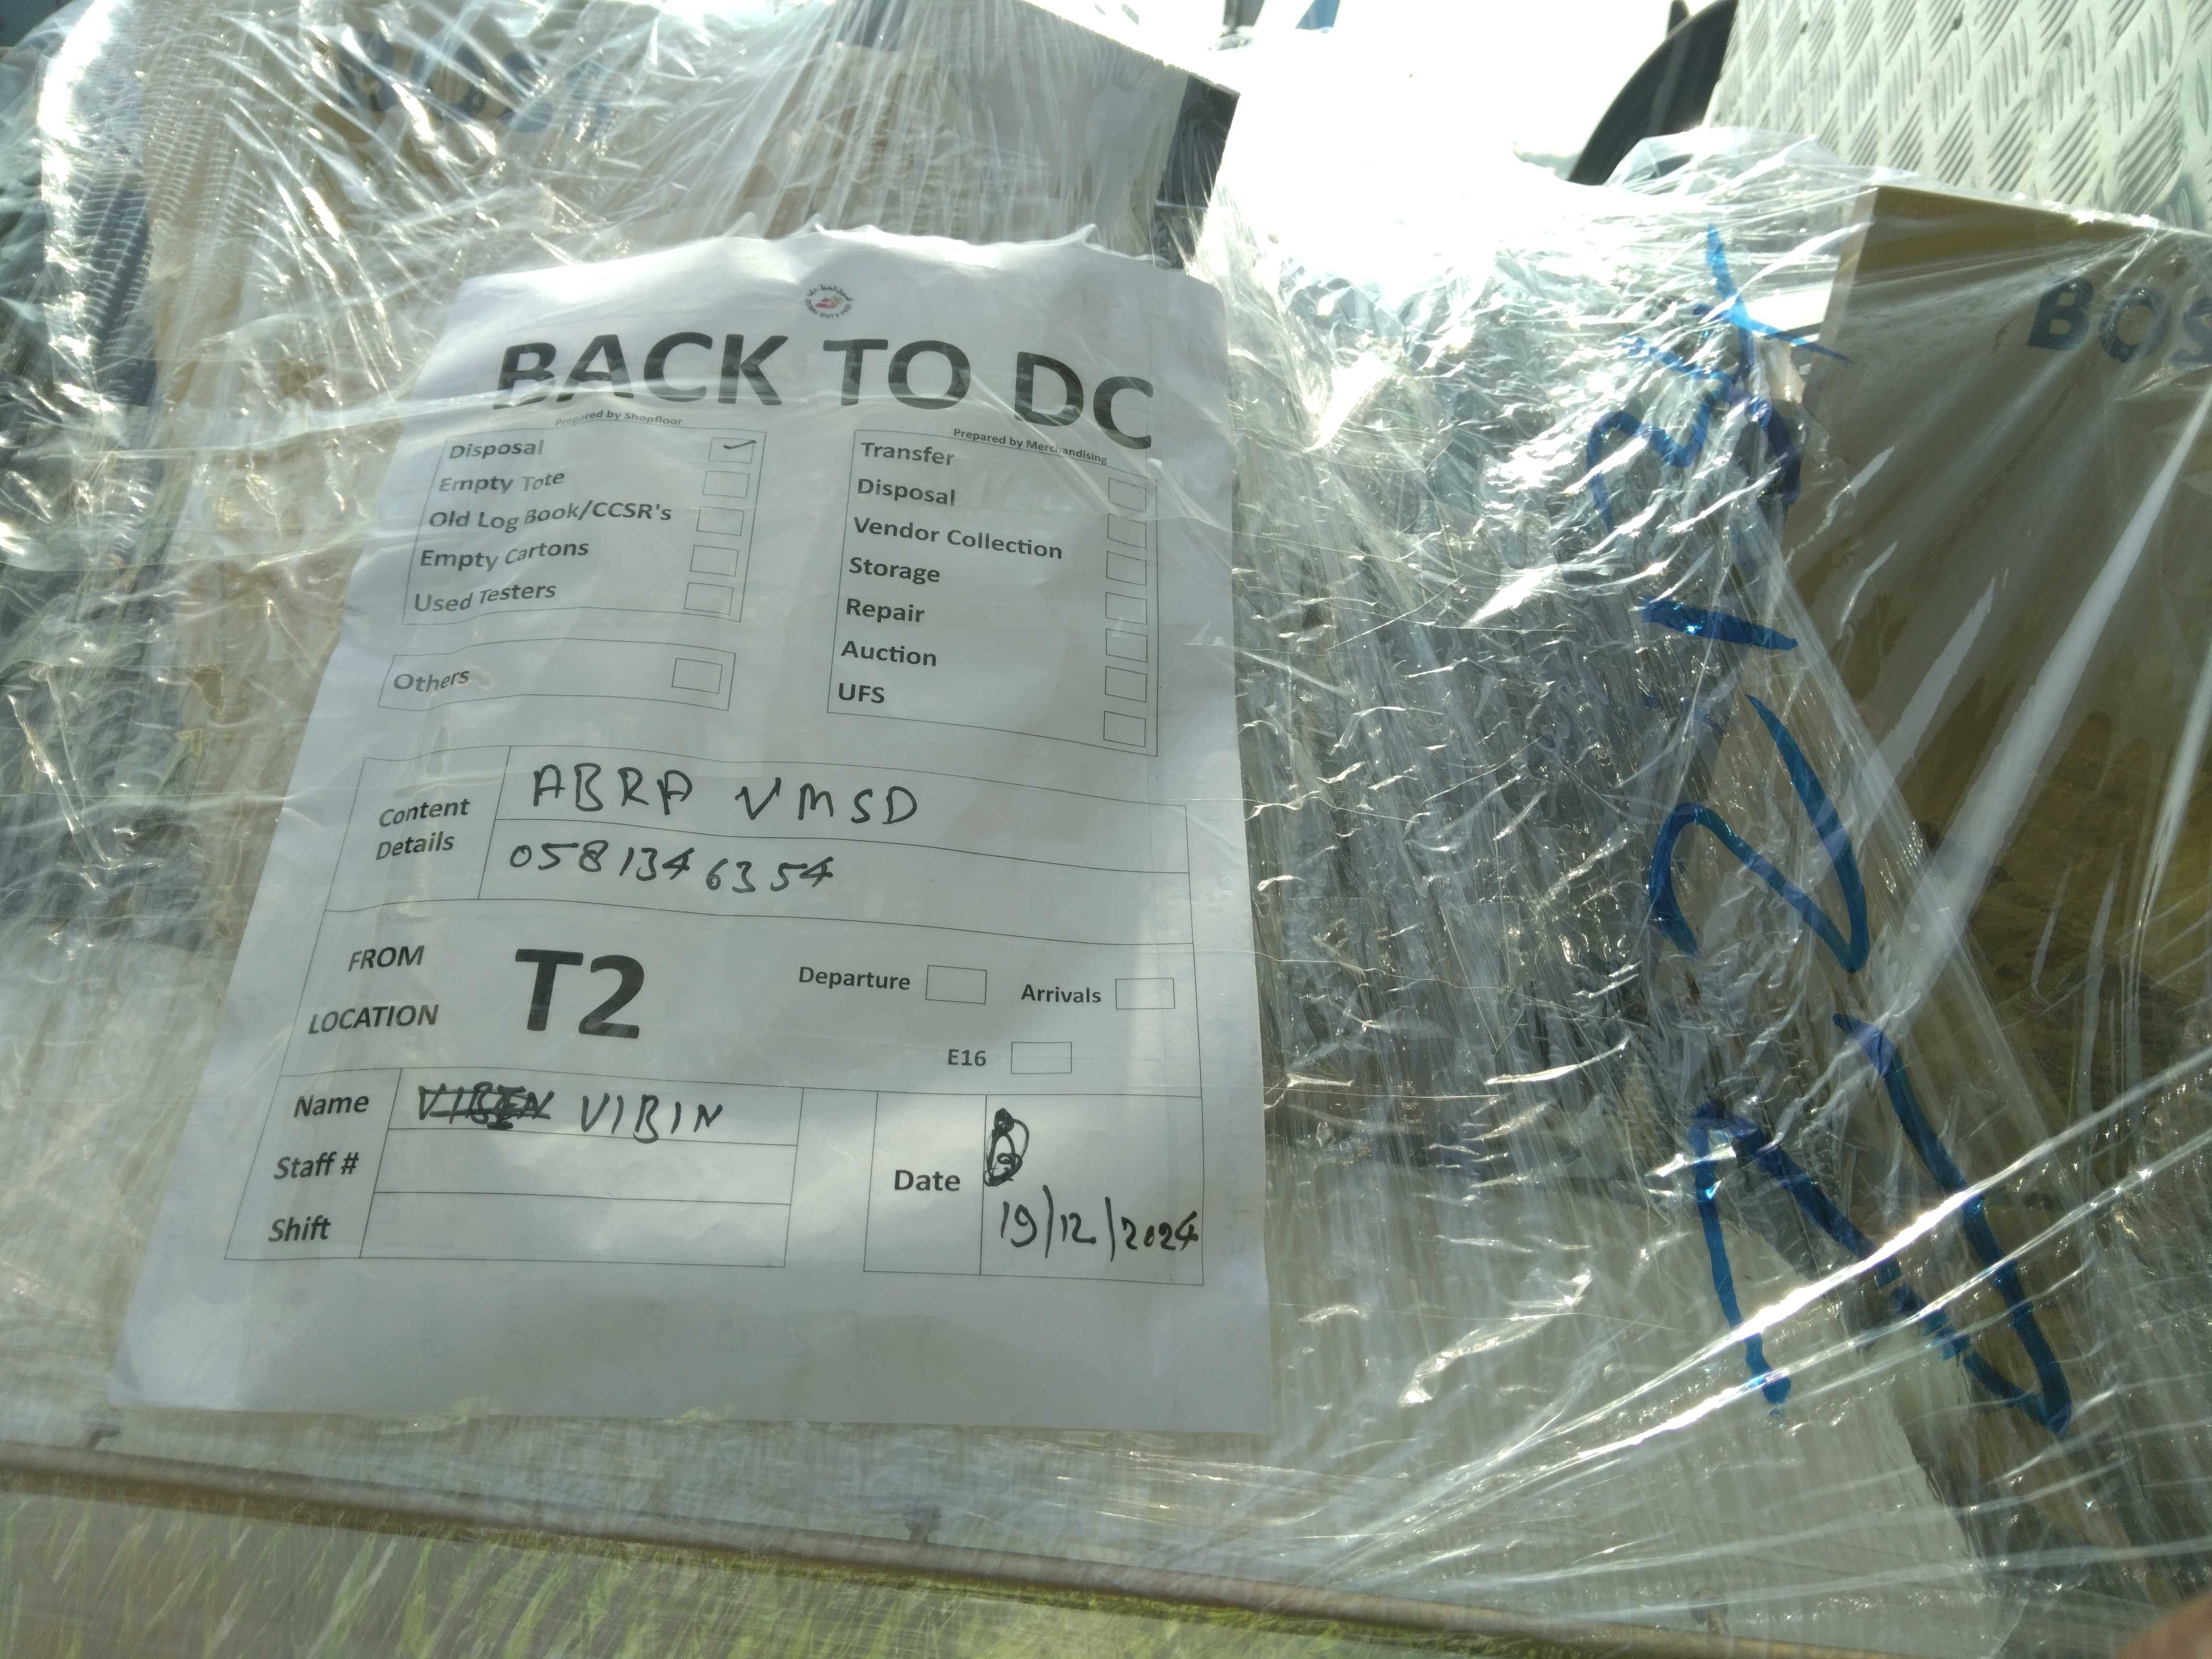 BACK TO DC
Prepared by Shopfloor
Disposal
Empty Tote
Old Log Book/CCSR's
Empty Cartons
Used Testers
Others
Prepared by Merchandising
Transfer
Disposal
Vendor Collection
Storage
Repair
Auction
UFS
Content Details
ABRA VMSD
0581346354
FROM LOCATION
T2
Departure
Arrivals
E16
Name
VIBIN
Staff #
Shift
Date
19/12/2024
BOS